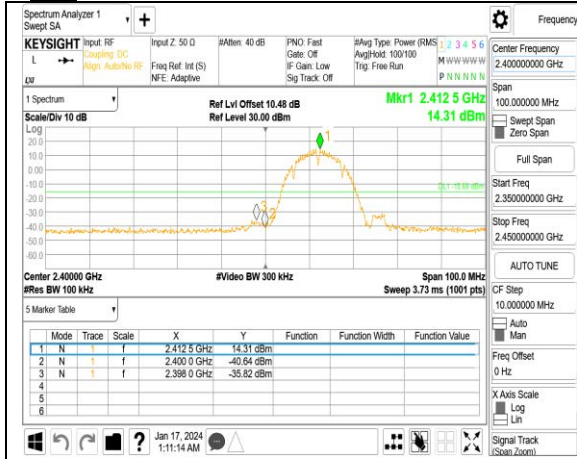 Spectrum Analyzer 1
Swept SA
Frequency
KEYSIGHT
L
Input: RF
Coupling: DC
Align: Auto/No RF
Input Z: 50 Ω
Freq Ref: Int (S)
NFE: Adaptive
#Atten: 40 dB
PNO: Fast
Gate: Off
IF Gain: Low
Sig Track: Off
#Avg Type: Power (RMS
Avg|Hold: 100/100
Trig: Free Run
1 2 3 4 5 6
M W W W W W
P N N N N N
1 Spectrum
Scale/Div 10 dB
Ref Lvl Offset 10.48 dB
Ref Level 30.00 dBm
Mkr1 2.412 5 GHz
14.31 dBm
Log
20.0
10.0
0.00
-10.0
-20.0
-30.0
-40.0
-50.0
-60.0
1
3
2
Center 2.40000 GHz
#Res BW 100 kHz
#Video BW 300 kHz
Span 100.0 MHz
Sweep 3.73 ms (1001 pts)
5 Marker Table
Mode Trace Scale X Y Function Function Width Function Value
1 N 1 f 2.412 5 GHz 14.31 dBm
2 N 1 f 2.400 0 GHz -40.64 dBm
3 N 1 f 2.398 0 GHz -35.82 dBm
4
5
6
Jan 17, 2024
1:11:14 AM
Center Frequency
2.400000000 GHz
Span
100.000000 MHz
Swept Span
Zero Span
Full Span
Start Freq
2.350000000 GHz
Stop Freq
2.450000000 GHz
AUTO TUNE
CF Step
10.000000 MHz
Auto
Man
Freq Offset
0 Hz
X Axis Scale
Log
Lin
Signal Track
(Span Zoom)